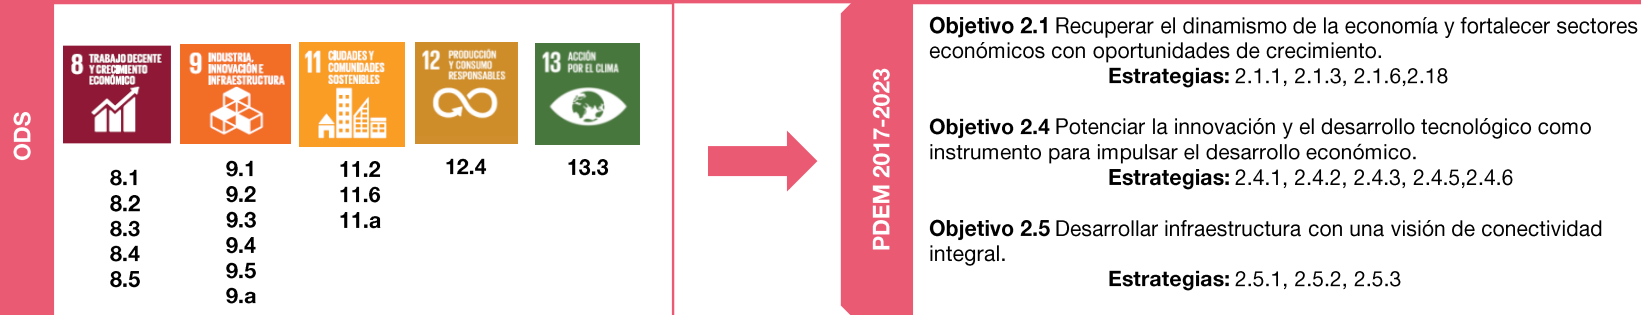 ODS
8 TRABAJO DECENTE
Y CRECIMIENTO
ECONÓMICO
8.1
8.2
8.3
8.4
8.5
9 INDUSTRIA,
INNOVACIÓN E
INFRAESTRUCTURA
9.1
9.2
9.3
9.4
9.5
9.a
11 CIUDADES Y
COMUNIDADES
SOSTENIBLES
11.2
11.6
11.a
12 PRODUCCIÓN
Y CONSUMO
RESPONSABLES
12.4
13 ACCIÓN
POR EL CLIMA
13.3
PDEM 2017-2023
Objetivo 2.1 Recuperar el dinamismo de la economía y fortalecer sectores
económicos con oportunidades de crecimiento.
Estrategias: 2.1.1, 2.1.3, 2.1.6,2.18
Objetivo 2.4 Potenciar la innovación y el desarrollo tecnológico como
instrumento para impulsar el desarrollo económico.
Estrategias: 2.4.1, 2.4.2, 2.4.3, 2.4.5,2.4.6
Objetivo 2.5 Desarrollar infraestructura con una visión de conectividad
integral.
Estrategias: 2.5.1, 2.5.2, 2.5.3